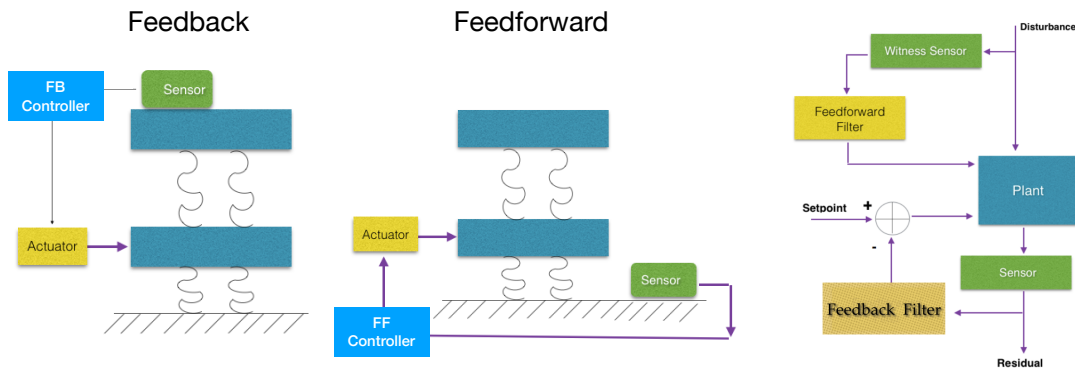 Feedback
FB
Controller
Sensor
Actuator
Feedforward
Actuator
Sensor
FF
Controller
Disturbance
Witness Sensor
Feedforward
Filter
Plant
Setpoint
+
-
Sensor
Feedback Filter
Residual